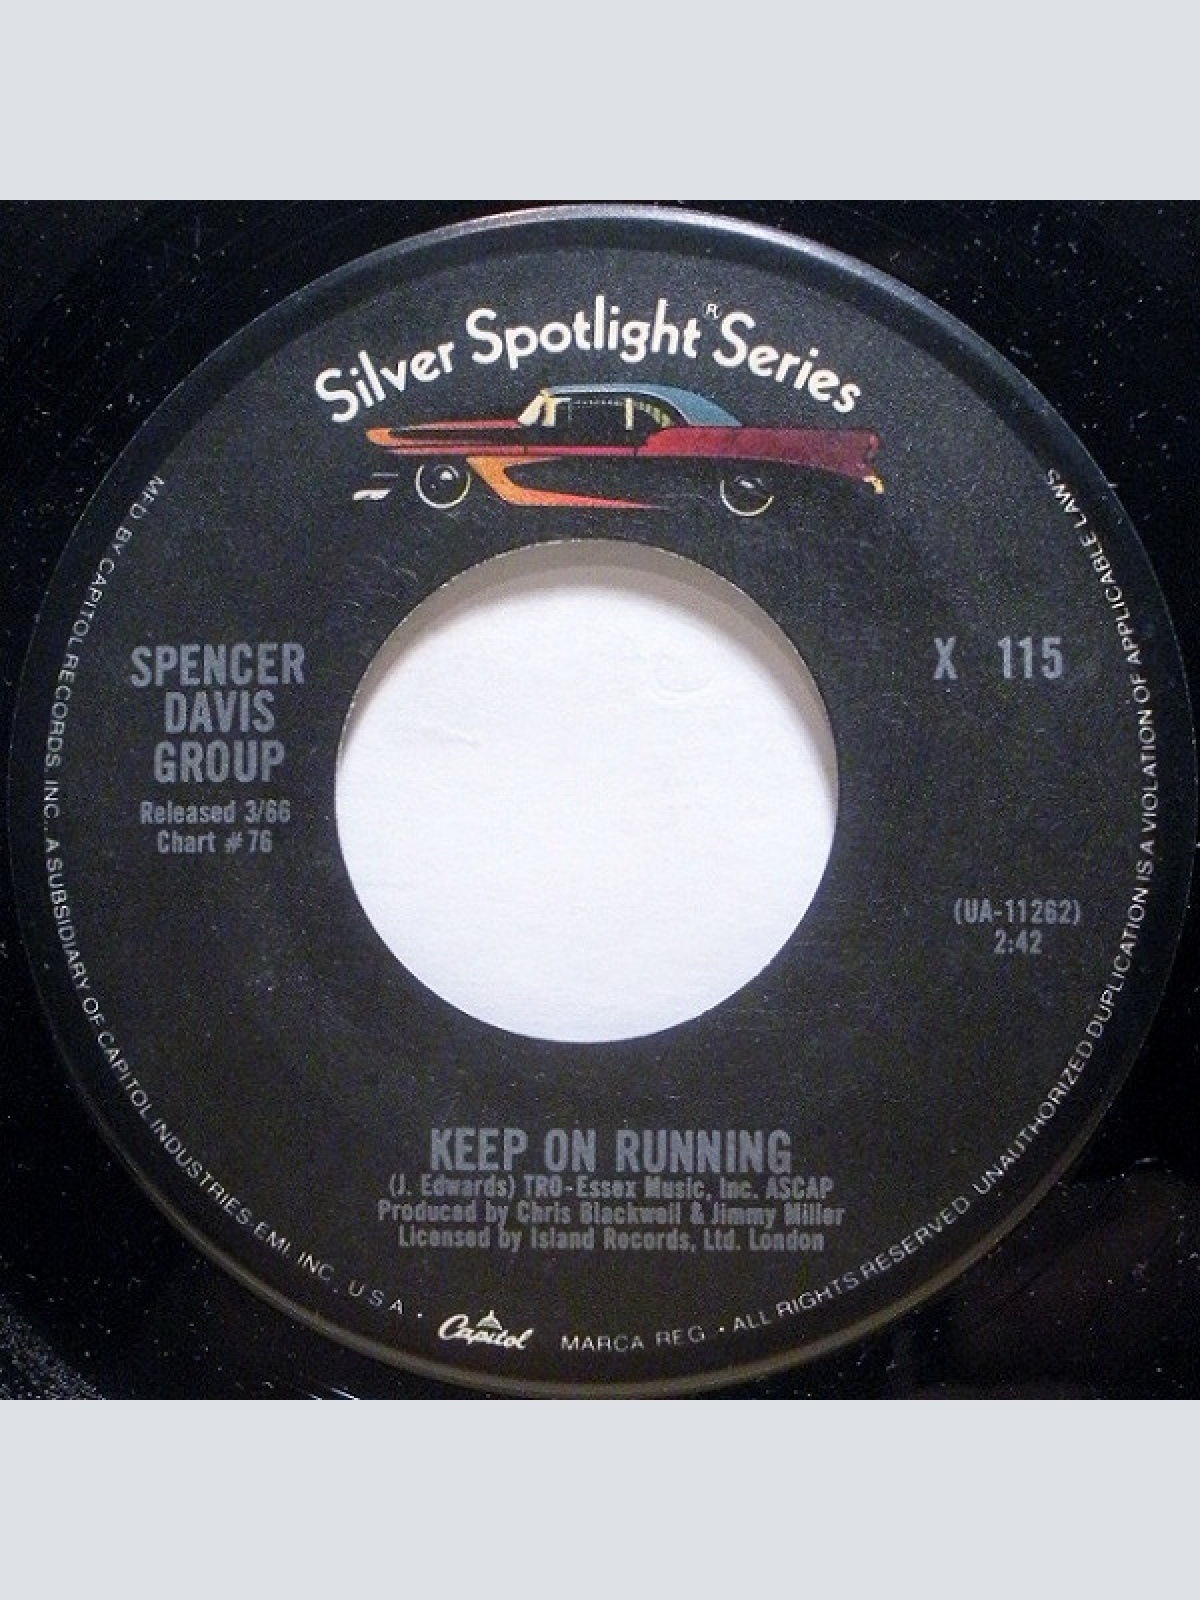 Silver Spotlight® Series
SPENCER
DAVIS
GROUP
Released 3/66
Chart #76
X 115
(UA-11262)
2:42
KEEP ON RUNNING
(J. Edwards) TRO-Essex Music, Inc. ASCAP
Produced by Chris Blackwell & Jimmy Miller
Licensed by Island Records, Ltd. London
MFD. BY CAPITOL RECORDS, INC., A SUBSIDIARY OF CAPITOL INDUSTRIES-EMI, INC., U.S.A. · Capitol MARCA REG. · ALL RIGHTS RESERVED. UNAUTHORIZED DUPLICATION IS A VIOLATION OF APPLICABLE LAWS